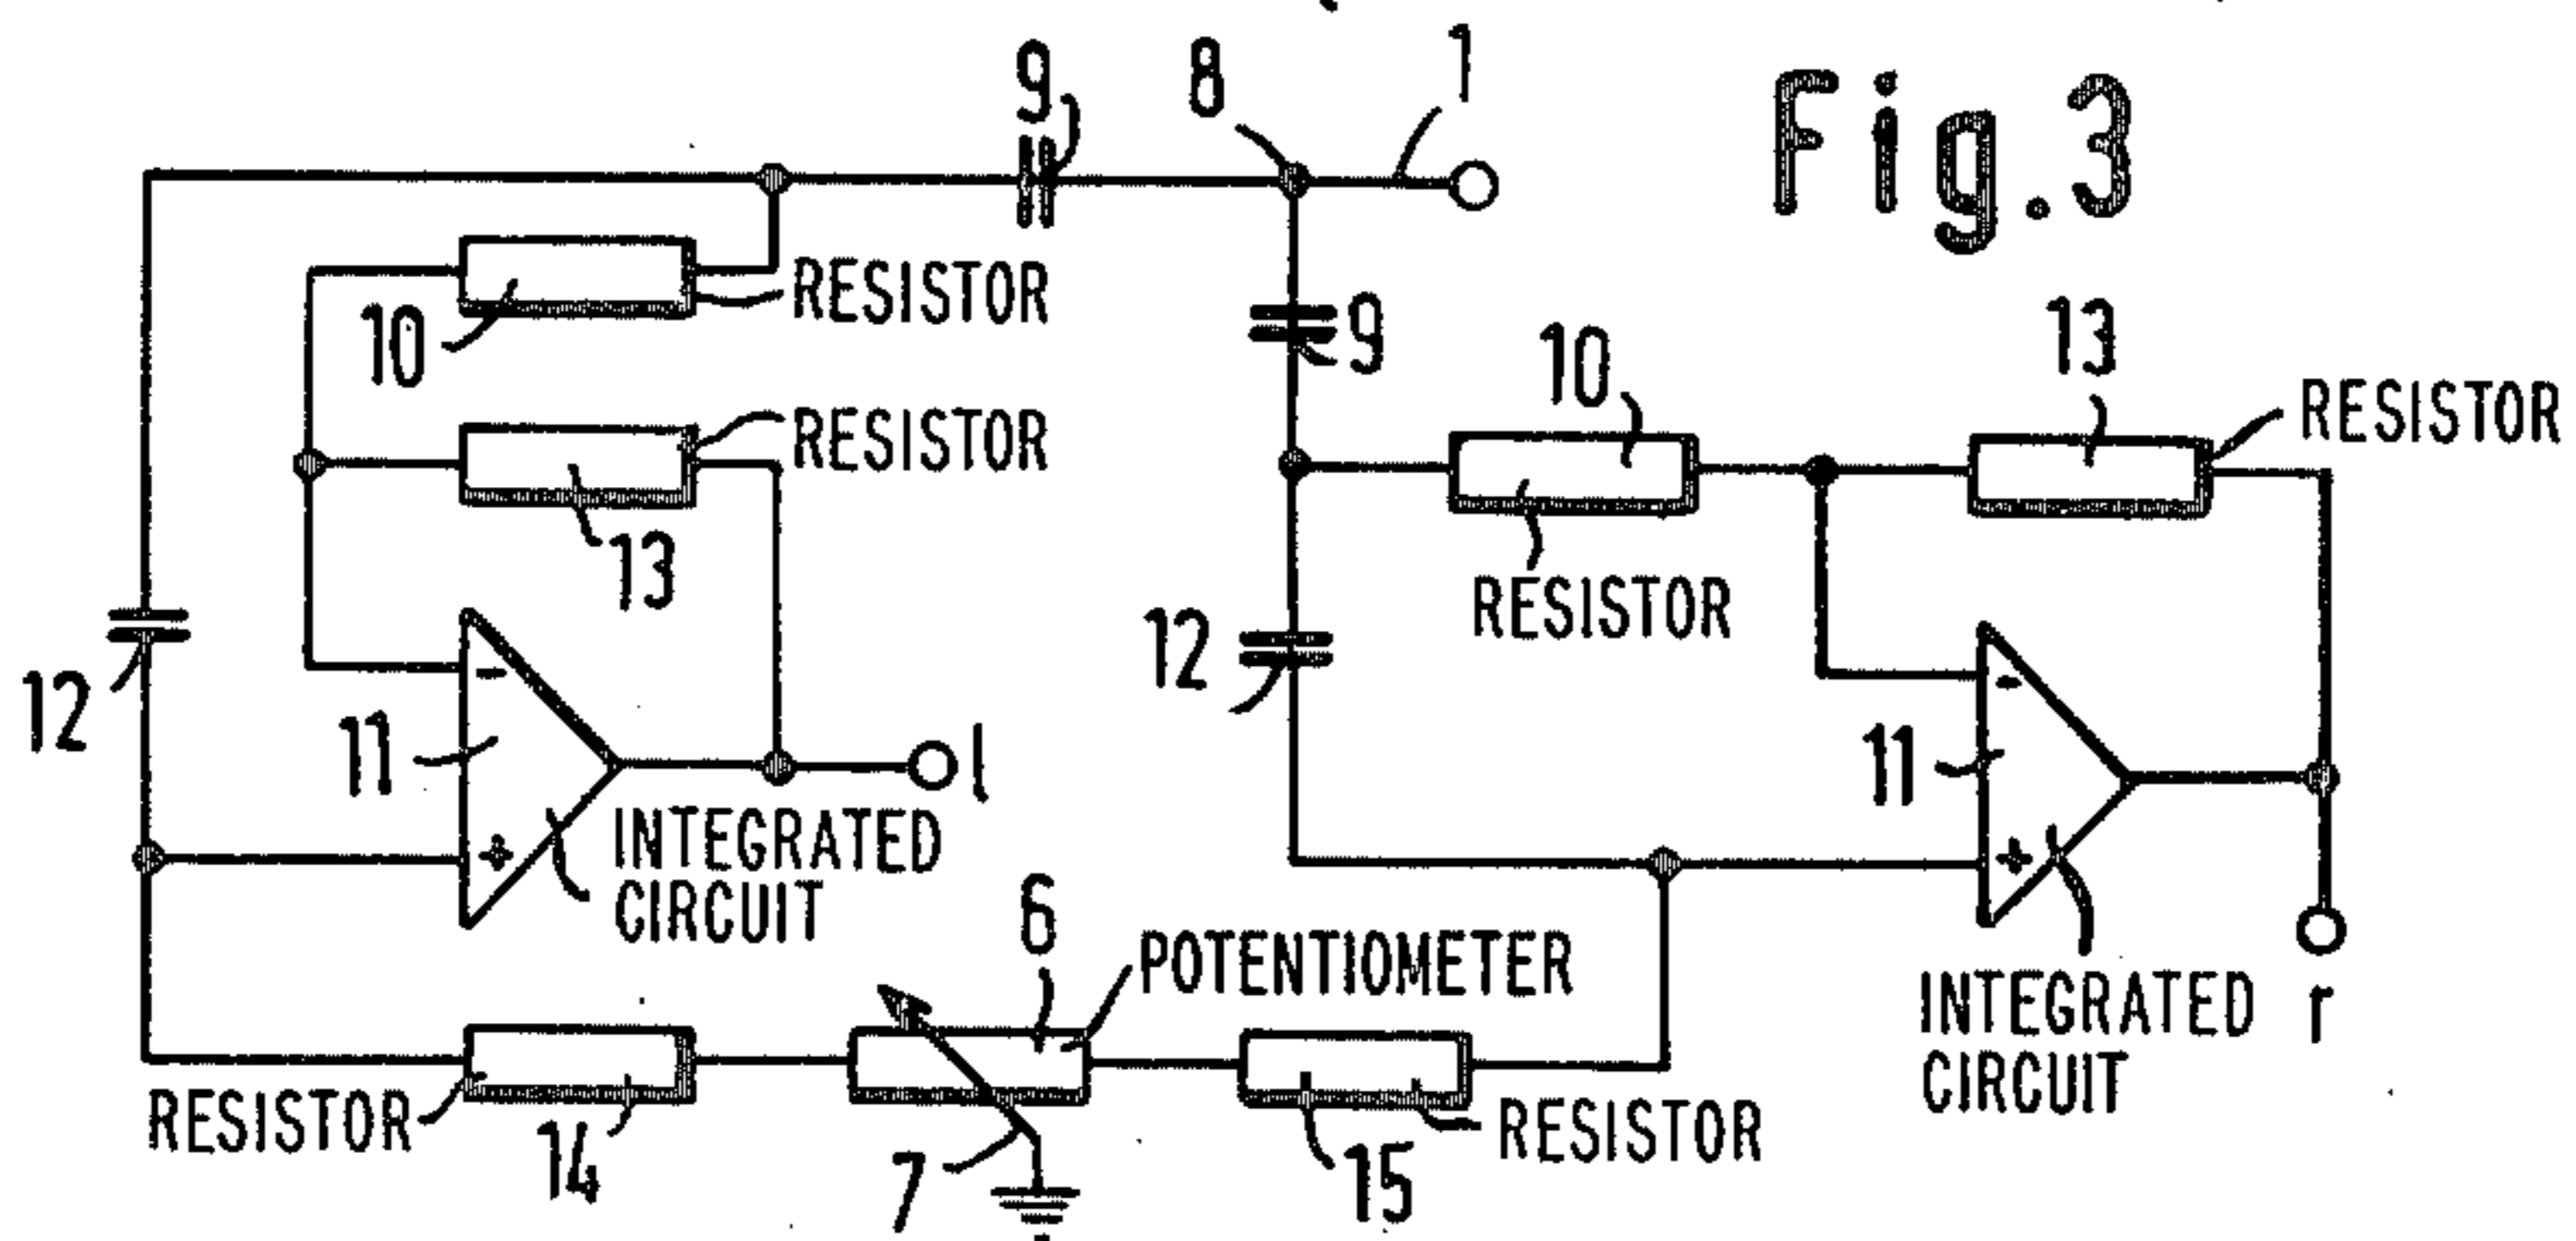 Fig.3
9
8
1
RESISTOR
10
9
10
13
RESISTOR
RESISTOR
13
RESISTOR
12
12
-
-
11
l
11
INTEGRATED
CIRCUIT
+
+
6
POTENTIOMETER
INTEGRATED
CIRCUIT
r
RESISTOR
14
7
15
RESISTOR